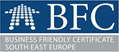 BFC
BUSINESS FRIENDLY CERTIFICATE
SOUTH EAST EUROPE